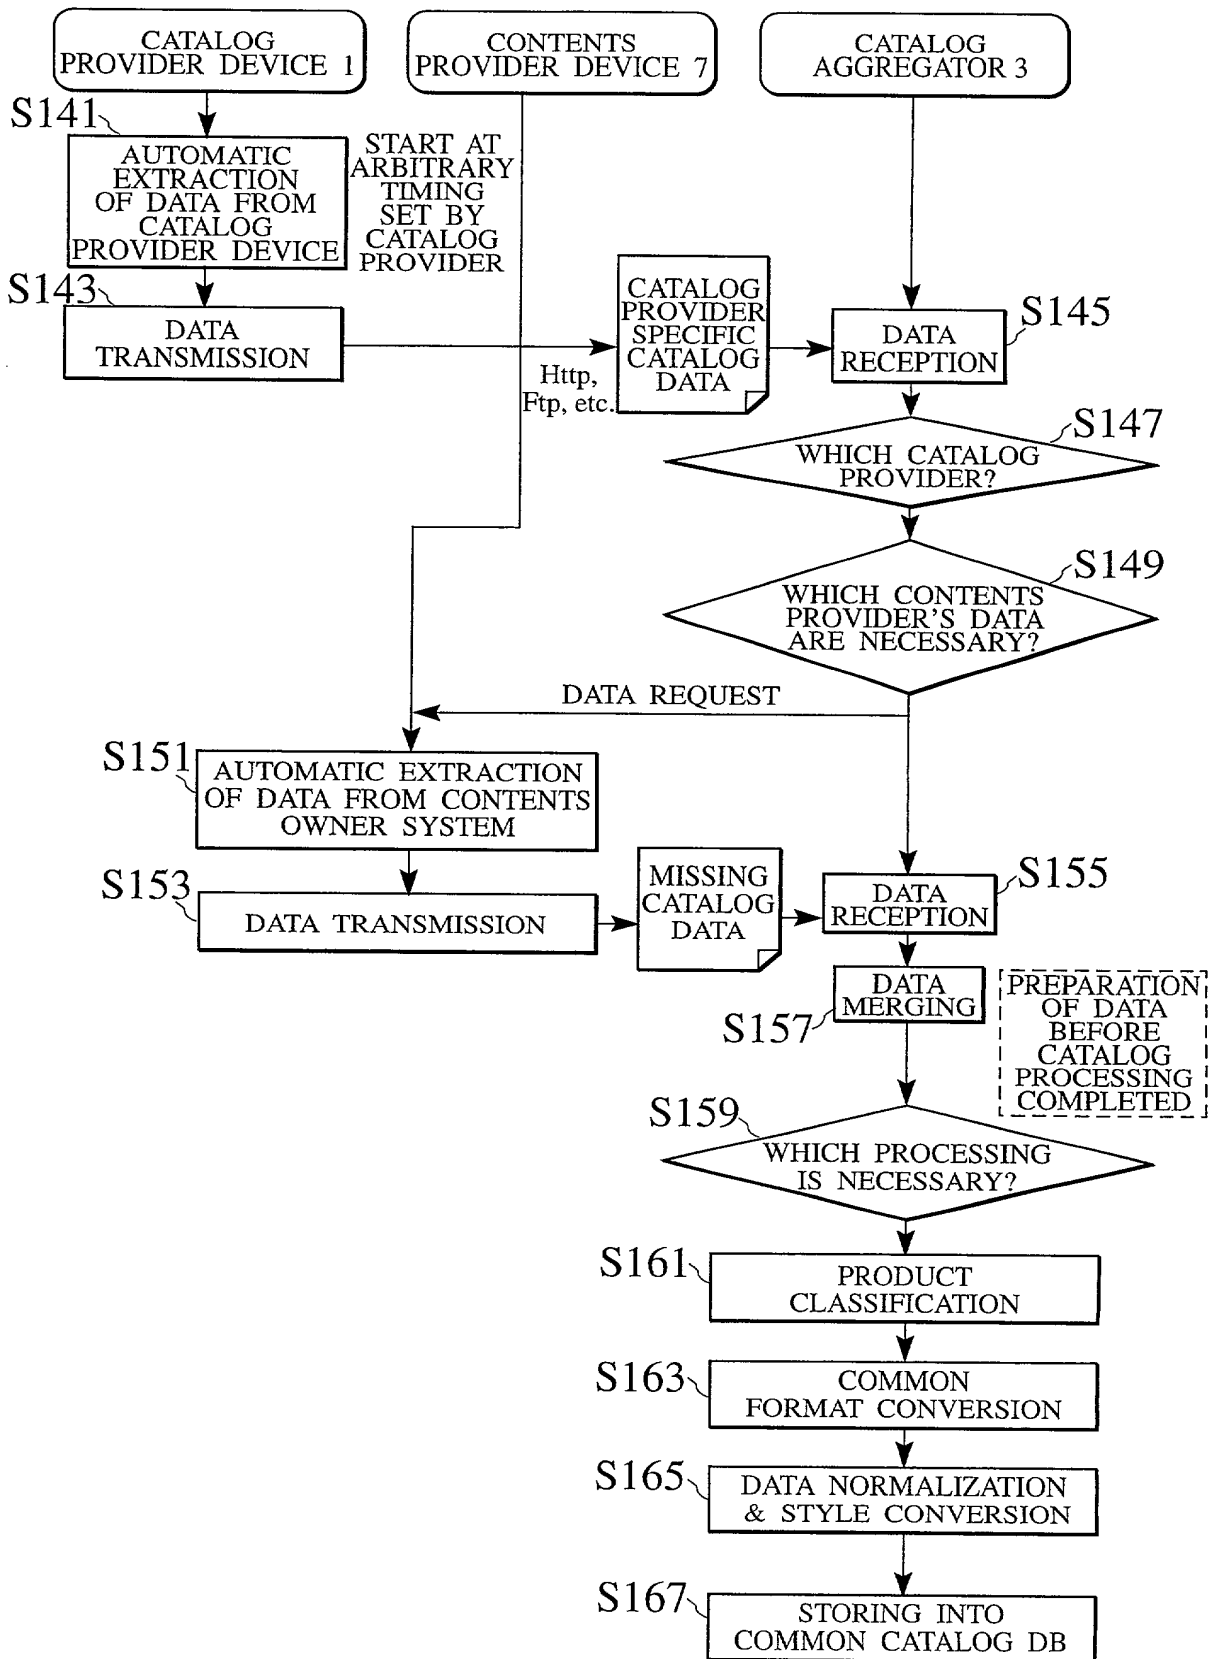 CATALOG
PROVIDER DEVICE 1
CONTENTS
PROVIDER DEVICE 7
CATALOG
AGGREGATOR 3
S141
AUTOMATIC
EXTRACTION
OF DATA FROM
CATALOG
PROVIDER DEVICE
START AT
ARBITRARY
TIMING
SET BY
CATALOG
PROVIDER
S143
DATA
TRANSMISSION
Http,
Ftp, etc.
CATALOG
PROVIDER
SPECIFIC
CATALOG
DATA
DATA
RECEPTION
S145
S147
WHICH CATALOG
PROVIDER?
S149
WHICH CONTENTS
PROVIDER'S DATA
ARE NECESSARY?
DATA REQUEST
S151
AUTOMATIC EXTRACTION
OF DATA FROM CONTENTS
OWNER SYSTEM
S153
DATA TRANSMISSION
MISSING
CATALOG
DATA
DATA
RECEPTION
S155
DATA
MERGING
S157
PREPARATION
OF DATA
BEFORE
CATALOG
PROCESSING
COMPLETED
S159
WHICH PROCESSING
IS NECESSARY?
S161
PRODUCT
CLASSIFICATION
S163
COMMON
FORMAT CONVERSION
S165
DATA NORMALIZATION
& STYLE CONVERSION
S167
STORING INTO
COMMON CATALOG DB